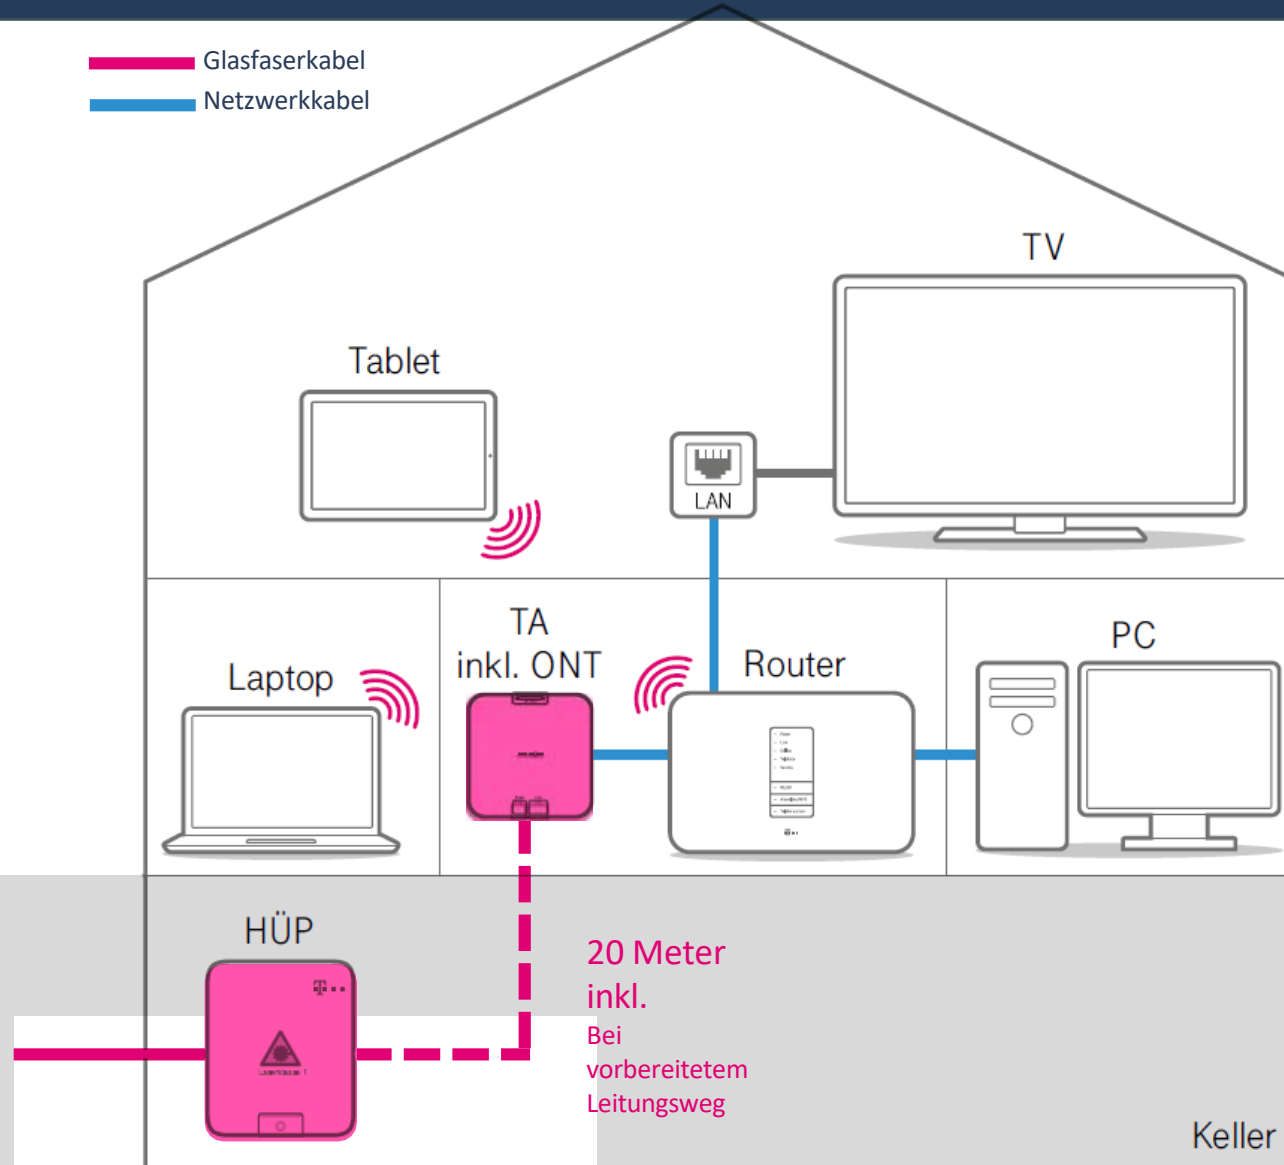 Glasfaserkabel
Netzwerkkabel
TV
Tablet
LAN
TA
inkl. ONT
Laptop
Router
PC
HÜP
20 Meter
inkl.
Bei
vorbereitetem
Leitungsweg
Keller